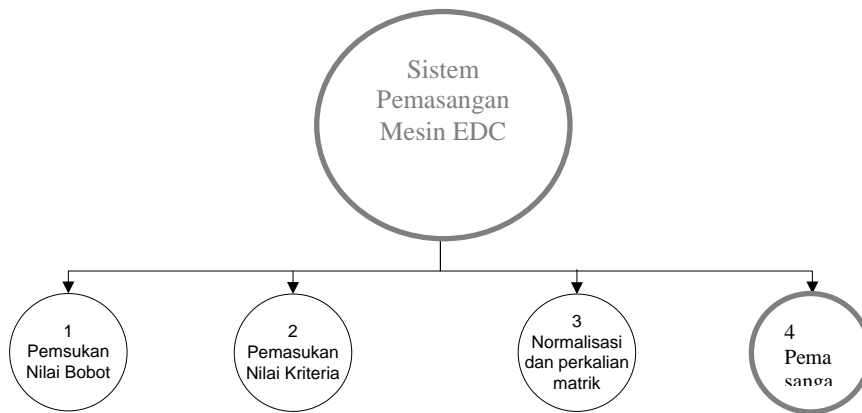 Sistem
Pemasangan
Mesin EDC
1
Pemsukan
Nilai Bobot
2
Pemasukan
Nilai Kriteria
3
Normalisasi
dan perkalian
matrik
4
Pema
sanga